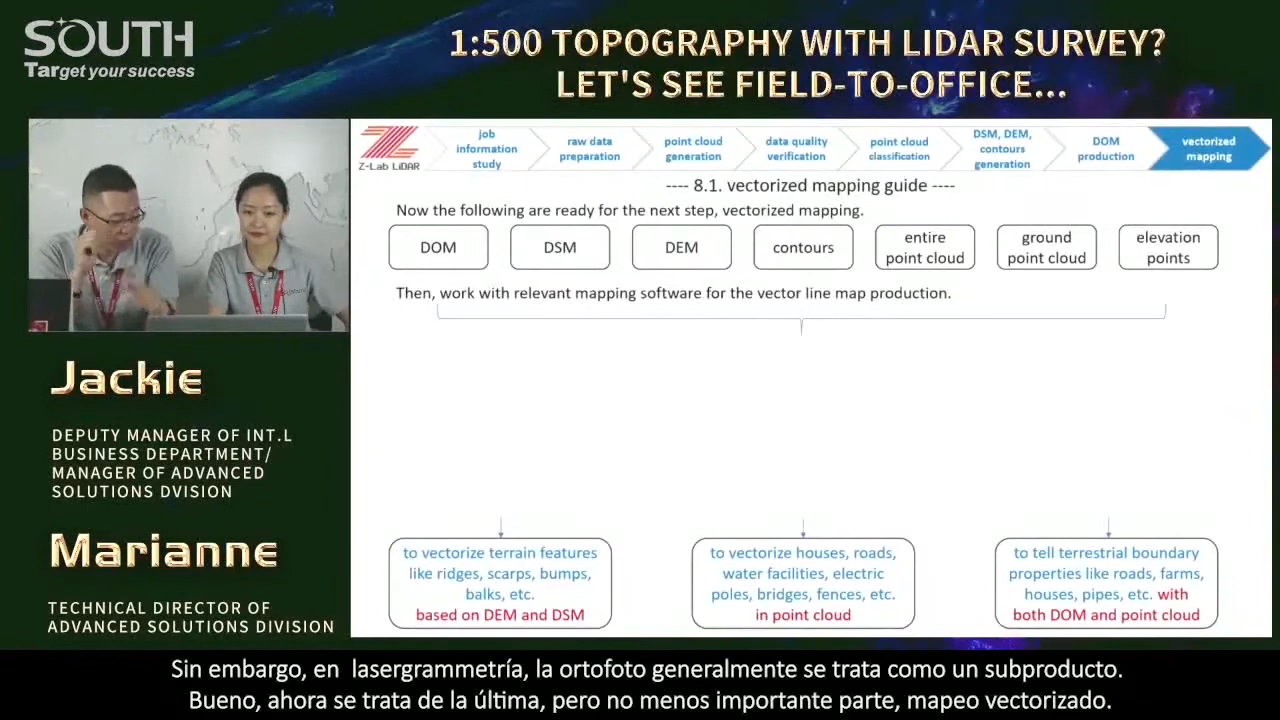 SOUTH
Target your success
1:500 TOPOGRAPHY WITH LIDAR SURVEY?
LET'S SEE FIELD-TO-OFFICE...
Z-Lab LiDAR
job
information
study
raw data
preparation
point cloud
generation
data quality
verification
point cloud
classification
DSM, DEM,
contours
generation
DOM
production
vectorized
mapping
---- 8.1. vectorized mapping guide ----
Now the following are ready for the next step, vectorized mapping.
DOM
DSM
DEM
contours
entire
point cloud
ground
point cloud
elevation
points
Then, work with relevant mapping software for the vector line map production.
to vectorize terrain features
like ridges, scarps, bumps,
balks, etc.
based on DEM and DSM
to vectorize houses, roads,
water facilities, electric
poles, bridges, fences, etc.
in point cloud
to tell terrestrial boundary
properties like roads, farms,
houses, pipes, etc. with
both DOM and point cloud
Jackie
DEPUTY MANAGER OF INT.L
BUSINESS DEPARTMENT/
MANAGER OF ADVANCED
SOLUTIONS DVISION
Marianne
TECHNICAL DIRECTOR OF
ADVANCED SOLUTIONS DIVISION
Sin embargo, en lasergrammetría, la ortofoto generalmente se trata como un subproducto.
Bueno, ahora se trata de la última, pero no menos importante parte, mapeo vectorizado.